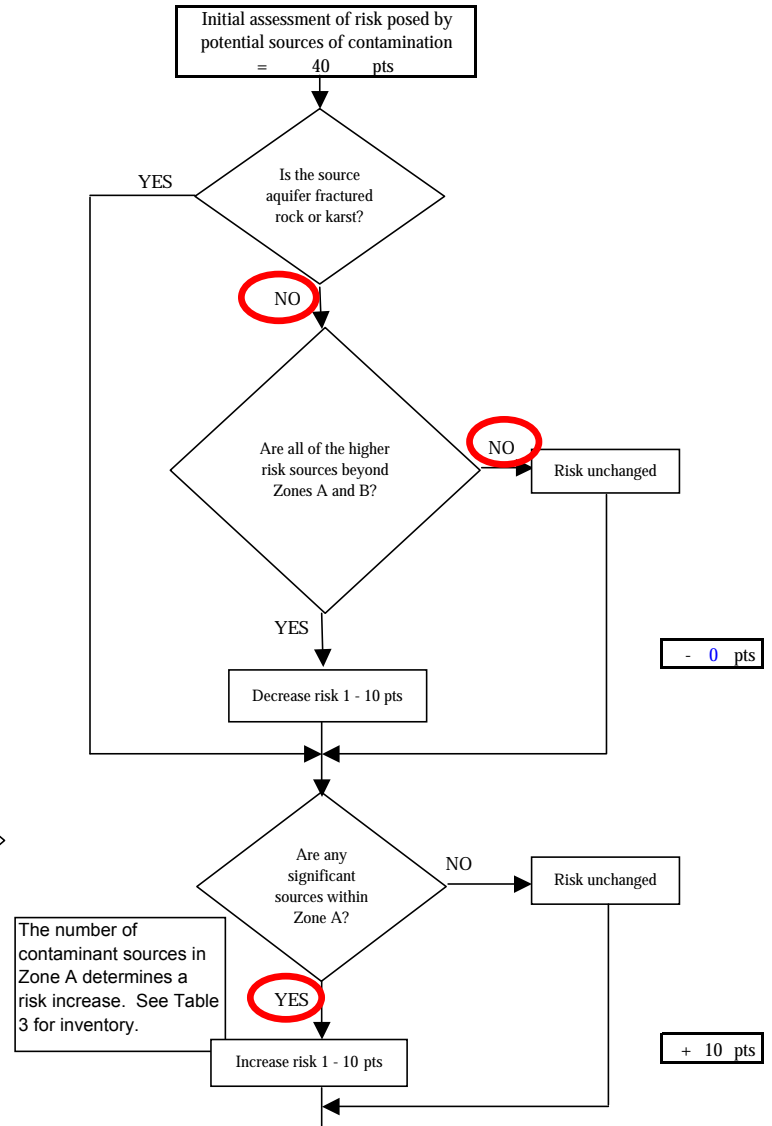 Initial assessment of risk posed by
potential sources of contamination
= 40 pts
YES
Is the source
aquifer fractured
rock or karst?
NO
Are all of the higher
risk sources beyond
Zones A and B?
NO
Risk unchanged
YES
- 0 pts
Decrease risk 1 - 10 pts
Are any
significant
sources within
Zone A?
NO
Risk unchanged
The number of
contaminant sources in
Zone A determines a
risk increase. See Table
3 for inventory.
YES
Increase risk 1 - 10 pts
+ 10 pts